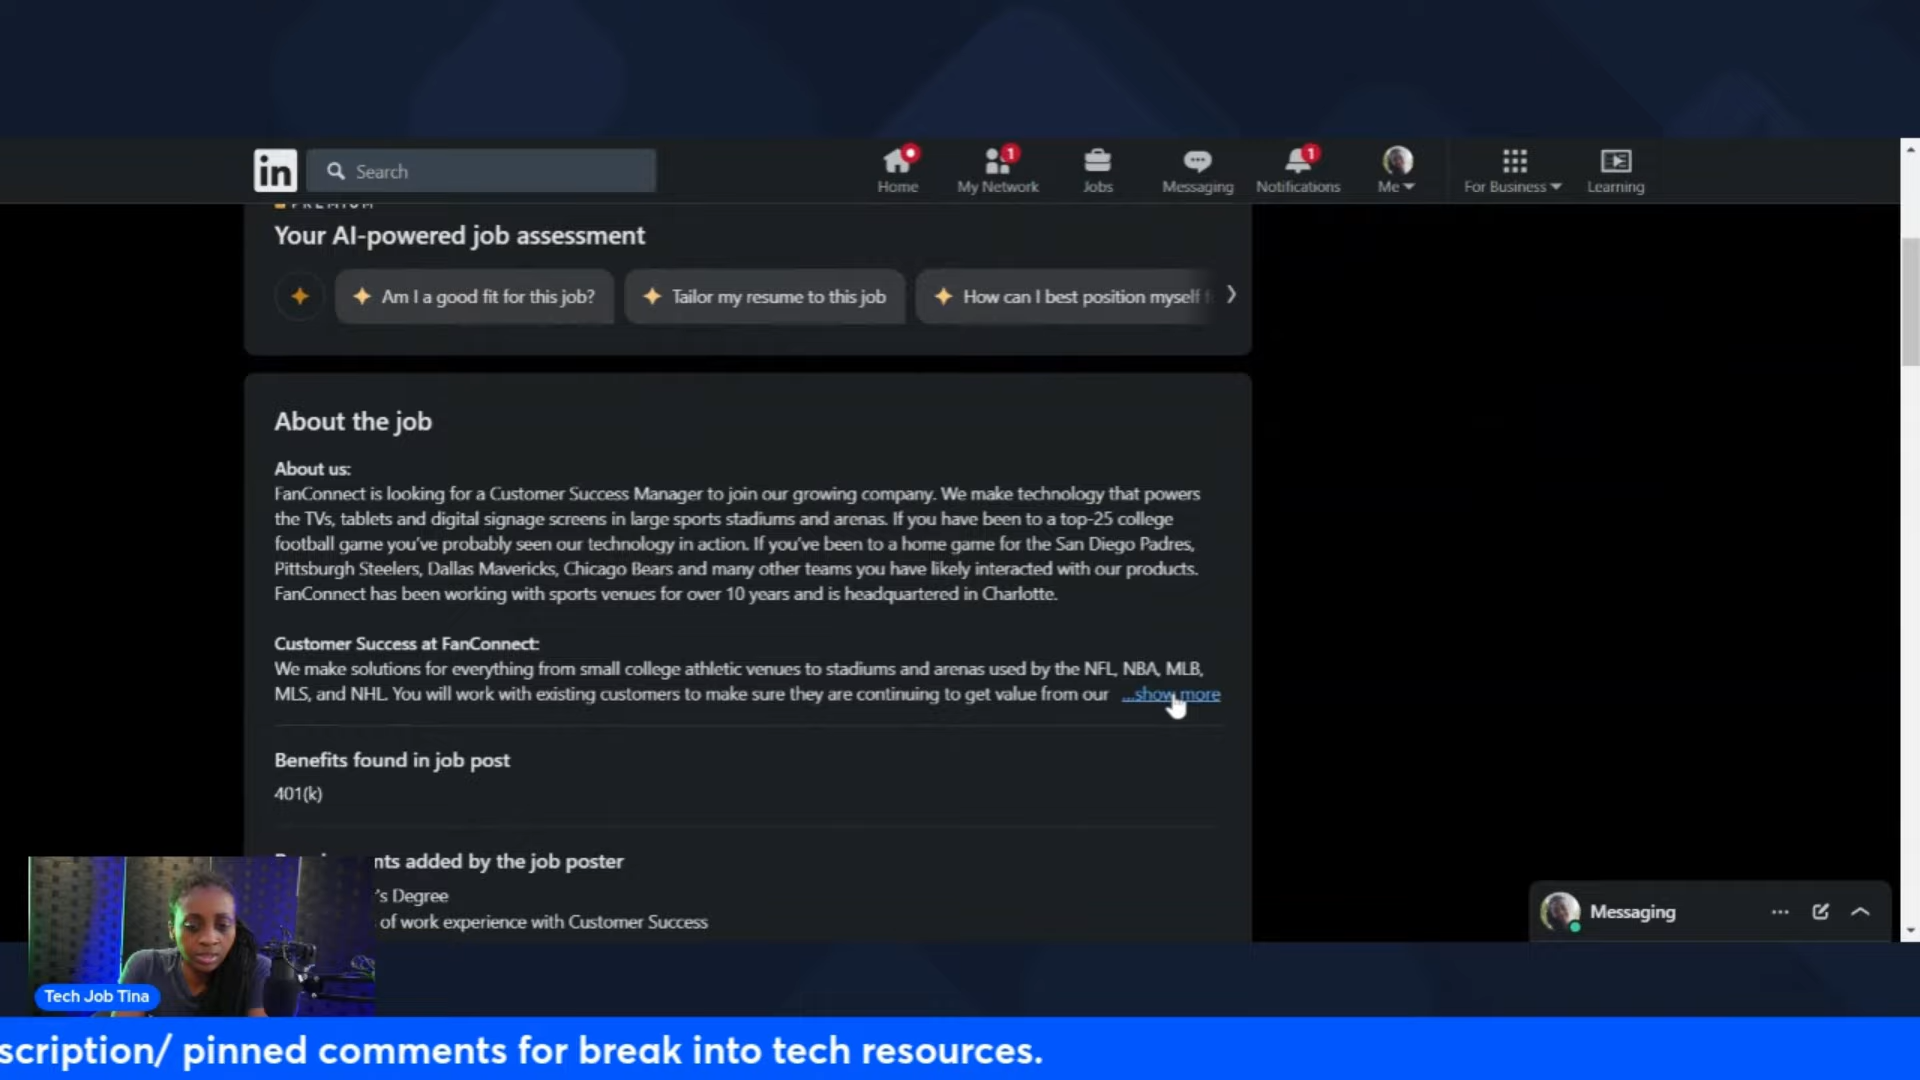 in
Search
Home
1
My Network
Jobs
Messaging
1
Notifications
Me
For Business
Learning
PREMIUM
Your AI-powered job assessment
Am I a good fit for this job?
Tailor my resume to this job
How can I best position myself
About the job
About us:
FanConnect is looking for a Customer Success Manager to join our growing company. We make technology that powers
the TVs, tablets and digital signage screens in large sports stadiums and arenas. If you have been to a top-25 college
football game you've probably seen our technology in action. If you've been to a home game for the San Diego Padres,
Pittsburgh Steelers, Dallas Mavericks, Chicago Bears and many other teams you have likely interacted with our products.
FanConnect has been working with sports venues for over 10 years and is headquartered in Charlotte.
Customer Success at FanConnect:
We make solutions for everything from small college athletic venues to stadiums and arenas used by the NFL, NBA, MLB,
MLS, and NHL. You will work with existing customers to make sure they are continuing to get value from our ...show more
Benefits found in job post
401(k)
nts added by the job poster
's Degree
of work experience with Customer Success
Messaging
Tech Job Tina
scription/ pinned comments for break into tech resources.